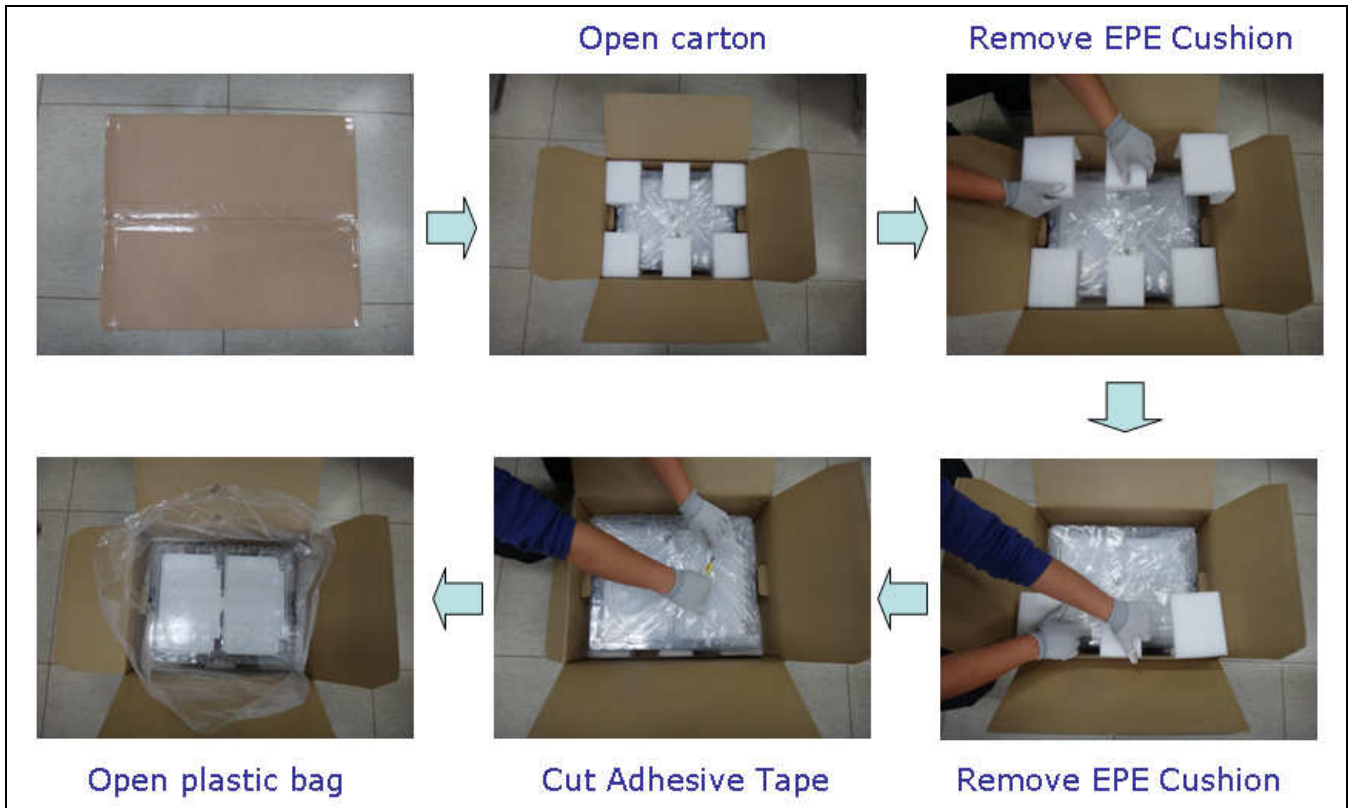 Open carton
Remove EPE Cushion
Remove EPE Cushion
Cut Adhesive Tape
Open plastic bag